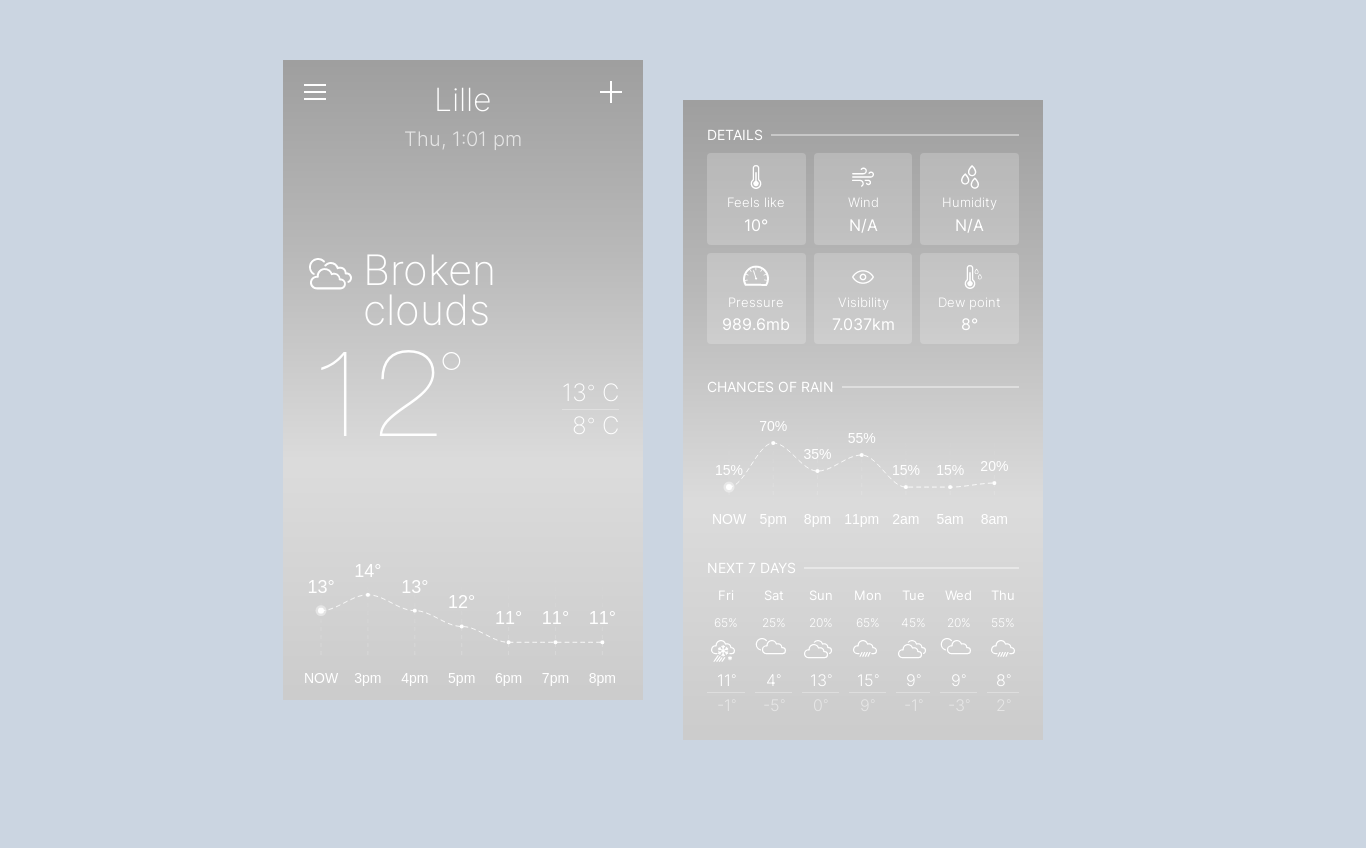 Lille
Thu, 1:01 pm
Broken
clouds
12°
13° C
8° C
13° 14° 13° 12° 11° 11° 11°
NOW 3pm 4pm 5pm 6pm 7pm 8pm
DETAILS
Feels like Wind Humidity
10° N/A N/A
Pressure Visibility Dew point
989.6mb 7.037km 8°
CHANCES OF RAIN
15% 70% 35% 55% 15% 15% 20%
NOW 5pm 8pm 11pm 2am 5am 8am
NEXT 7 DAYS
Fri Sat Sun Mon Tue Wed Thu
65% 25% 20% 65% 45% 20% 55%
11° 4° 13° 15° 9° 9° 8°
-1° -5° 0° 9° -1° -3° 2°